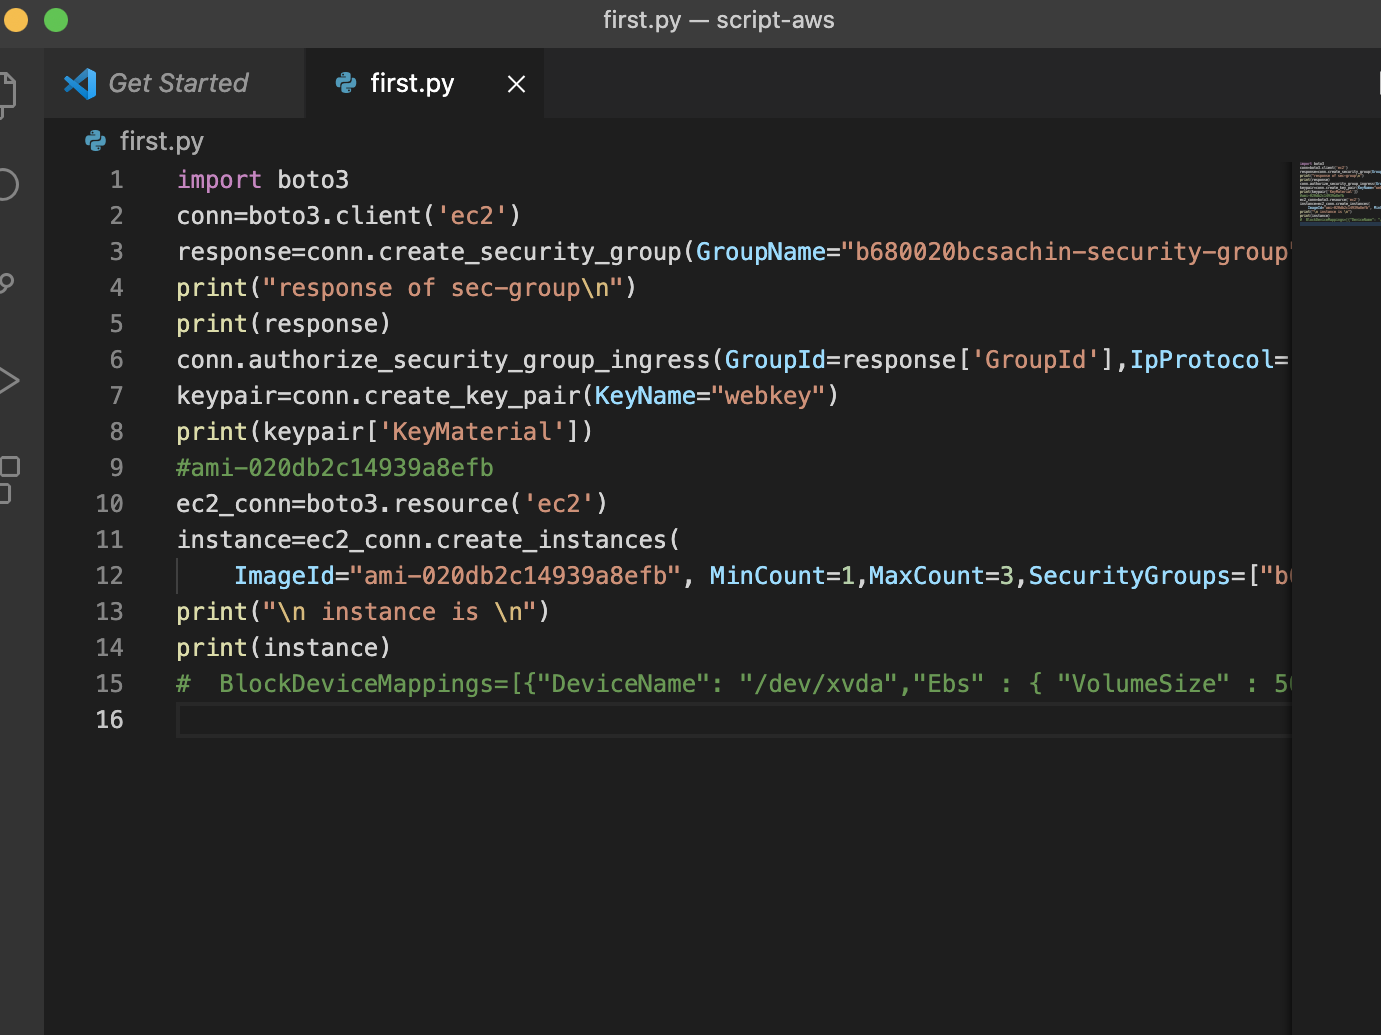 first.py — script-aws
Get Started
first.py
first.py
1 import boto3
2 conn=boto3.client('ec2')
3 response=conn.create_security_group(GroupName="b680020bcsachin-security-group"
4 print("response of sec-group\n")
5 print(response)
6 conn.authorize_security_group_ingress(GroupId=response['GroupId'],IpProtocol=
7 keypair=conn.create_key_pair(KeyName="webkey")
8 print(keypair['KeyMaterial'])
9 #ami-020db2c14939a8efb
10 ec2_conn=boto3.resource('ec2')
11 instance=ec2_conn.create_instances(
12 ImageId="ami-020db2c14939a8efb", MinCount=1,MaxCount=3,SecurityGroups=["b
13 print("\n instance is \n")
14 print(instance)
15 # BlockDeviceMappings=[{"DeviceName": "/dev/xvda","Ebs" : { "VolumeSize" : 5
16